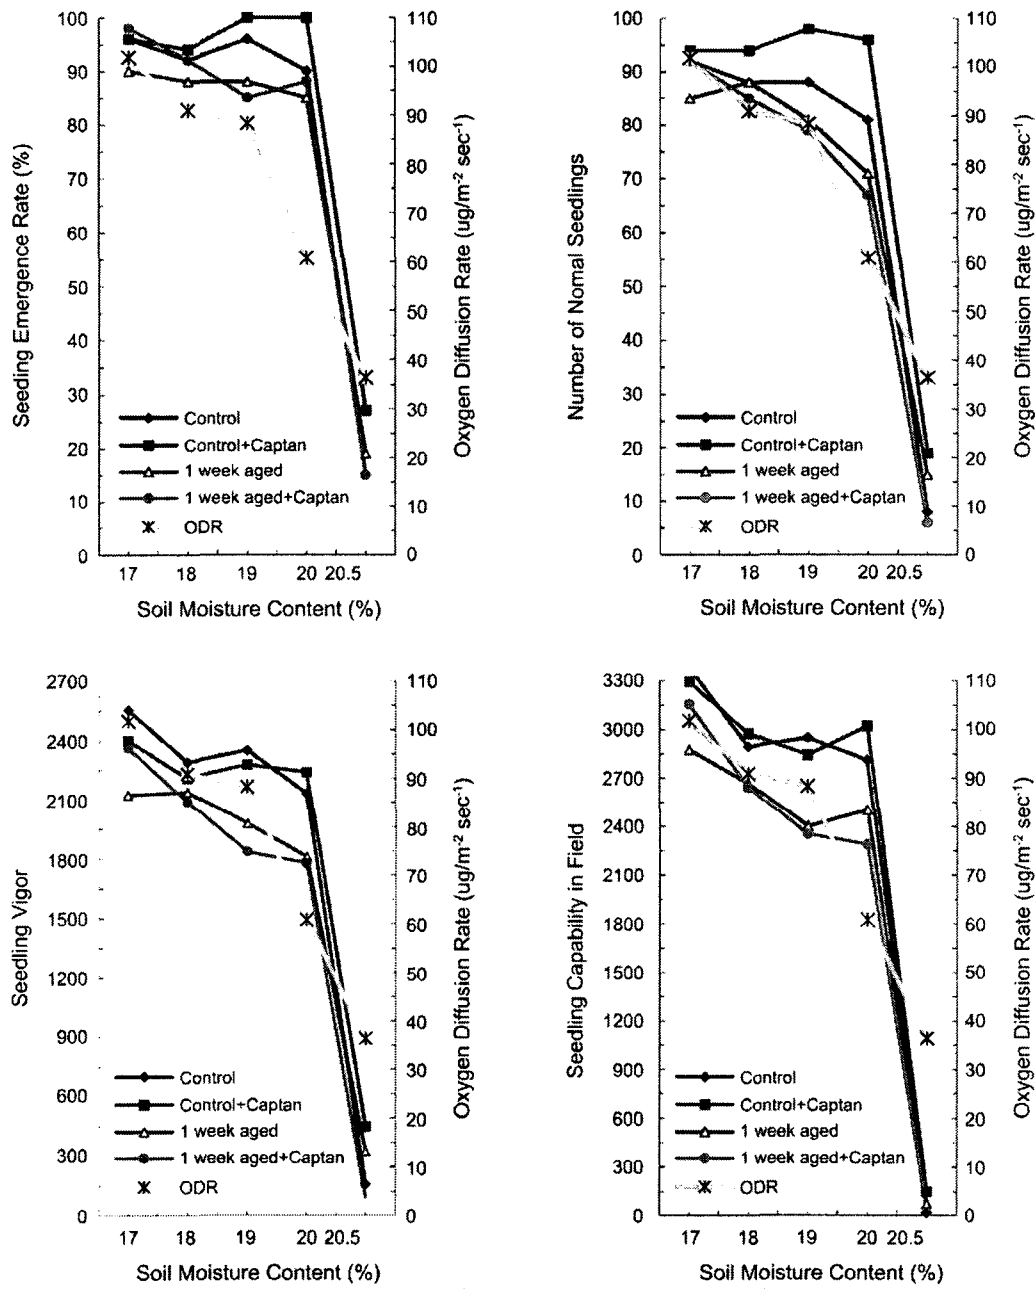 Seeding Emergence Rate (%)
100
90
80
70
60
50
40
30
20
10
0
Control
Control+Captan
1 week aged
1 week aged+Captan
ODR
110
100
90
80
70
60
50
40
30
20
10
0
Oxygen Diffusion Rate (ug/m-2 sec-1)
17 18 19 20 20.5
Soil Moisture Content (%)
Number of Nomal Seedlings
100
90
80
70
60
50
40
30
20
10
0
Control
Control+Captan
1 week aged
1 week aged+Captan
ODR
110
100
90
80
70
60
50
40
30
20
10
0
Oxygen Diffusion Rate (ug/m-2 sec-1)
17 18 19 20 20.5
Soil Moisture Content (%)
Seedling Vigor
2700
2400
2100
1800
1500
1200
900
600
300
0
Control
Control+Captan
1 week aged
1 week aged+Captan
ODR
110
100
90
80
70
60
50
40
30
20
10
0
Oxygen Diffusion Rate (ug/m-2 sec-1)
17 18 19 20 20.5
Soil Moisture Content (%)
Seedling Capability in Field
3300
3000
2700
2400
2100
1800
1500
1200
900
600
300
0
Control
Control+Captan
1 week aged
1 week aged+Captan
ODR
110
100
90
80
70
60
50
40
30
20
10
0
Oxygen Diffusion Rate (ug/m-2 sec-1)
17 18 19 20 20.5
Soil Moisture Content (%)